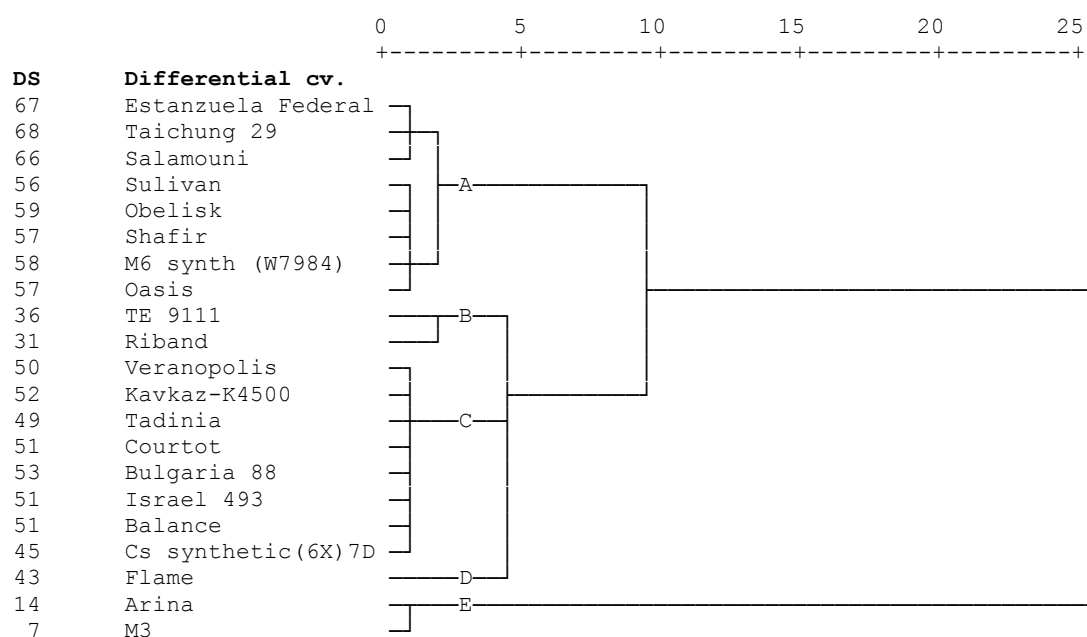 0 5 10 15 20 25
DS Differential cv.
67 Estanzuela Federal
68 Taichung 29
66 Salamouni
56 Sulivan A
59 Obelisk
57 Shafir
58 M6 synth (W7984)
57 Oasis
36 TE 9111 B
31 Riband
50 Veranopolis
52 Kavkaz-K4500
49 Tadinia C
51 Courtot
53 Bulgaria 88
51 Israel 493
51 Balance
45 Cs synthetic(6X)7D
43 Flame D
14 Arina E
7 M3